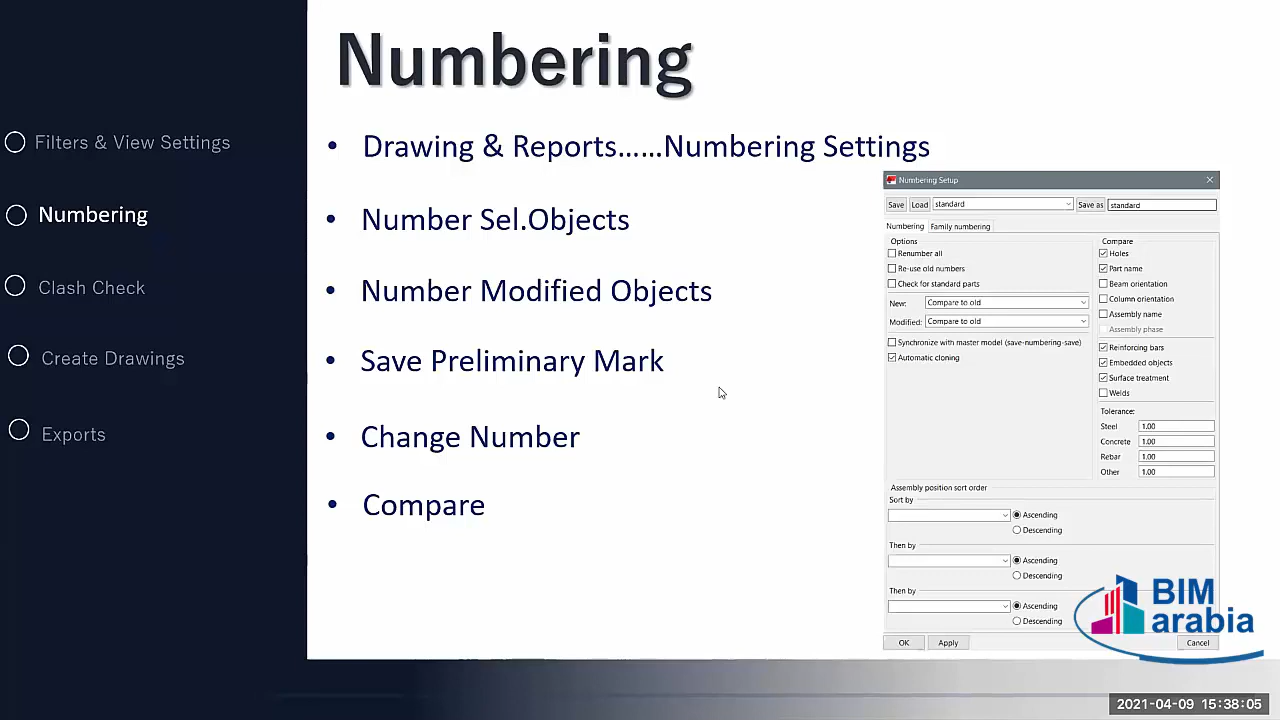 Numbering
Filters & View Settings
Numbering
Clash Check
Create Drawings
Exports
• Drawing & Reports......Numbering Settings
• Number Sel.Objects
• Number Modified Objects
• Save Preliminary Mark
• Change Number
• Compare
Numbering Setup
Save Load standard Save as standard
Numbering Family numbering
Options
Renumber all
Re-use old numbers
Check for standard parts
New: Compare to old
Modified: Compare to old
Synchronize with master model (save-numbering-save)
Automatic cloning
Compare
Holes
Part name
Beam orientation
Column orientation
Assembly name
Assembly phase
Reinforcing bars
Embedded objects
Surface treatment
Welds
Tolerance:
Steel 1.00
Concrete 1.00
Rebar 1.00
Other 1.00
Assembly position sort order
Sort by
Ascending
Descending
Then by
Ascending
Descending
Then by
Ascending
Descending
OK Apply Cancel
BIM
arabia
2021-04-09 15:38:05